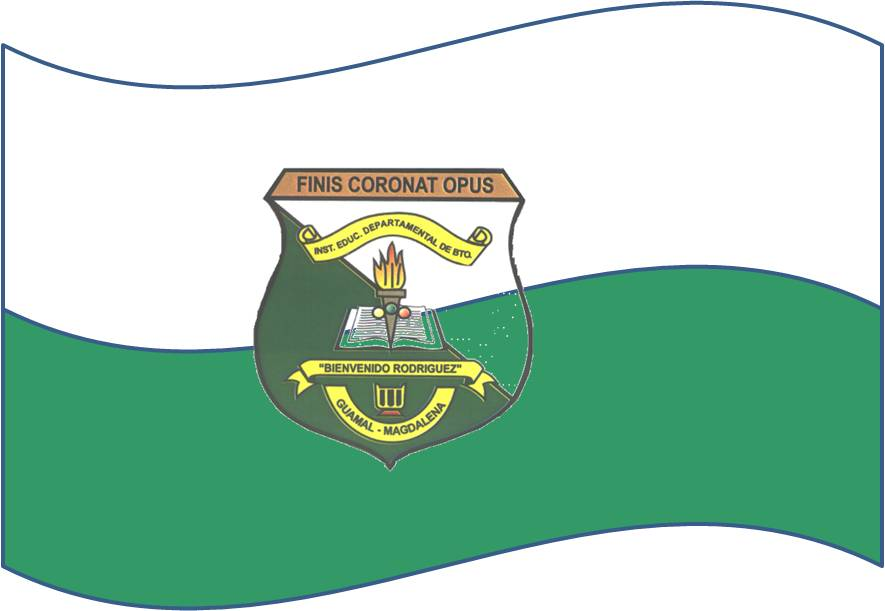 FINIS CORONAT OPUS
INST. EDUC. DEPARTAMENTAL DE BTO.
"BIENVENIDO RODRIGUEZ"
GUAMAL - MAGDALENA